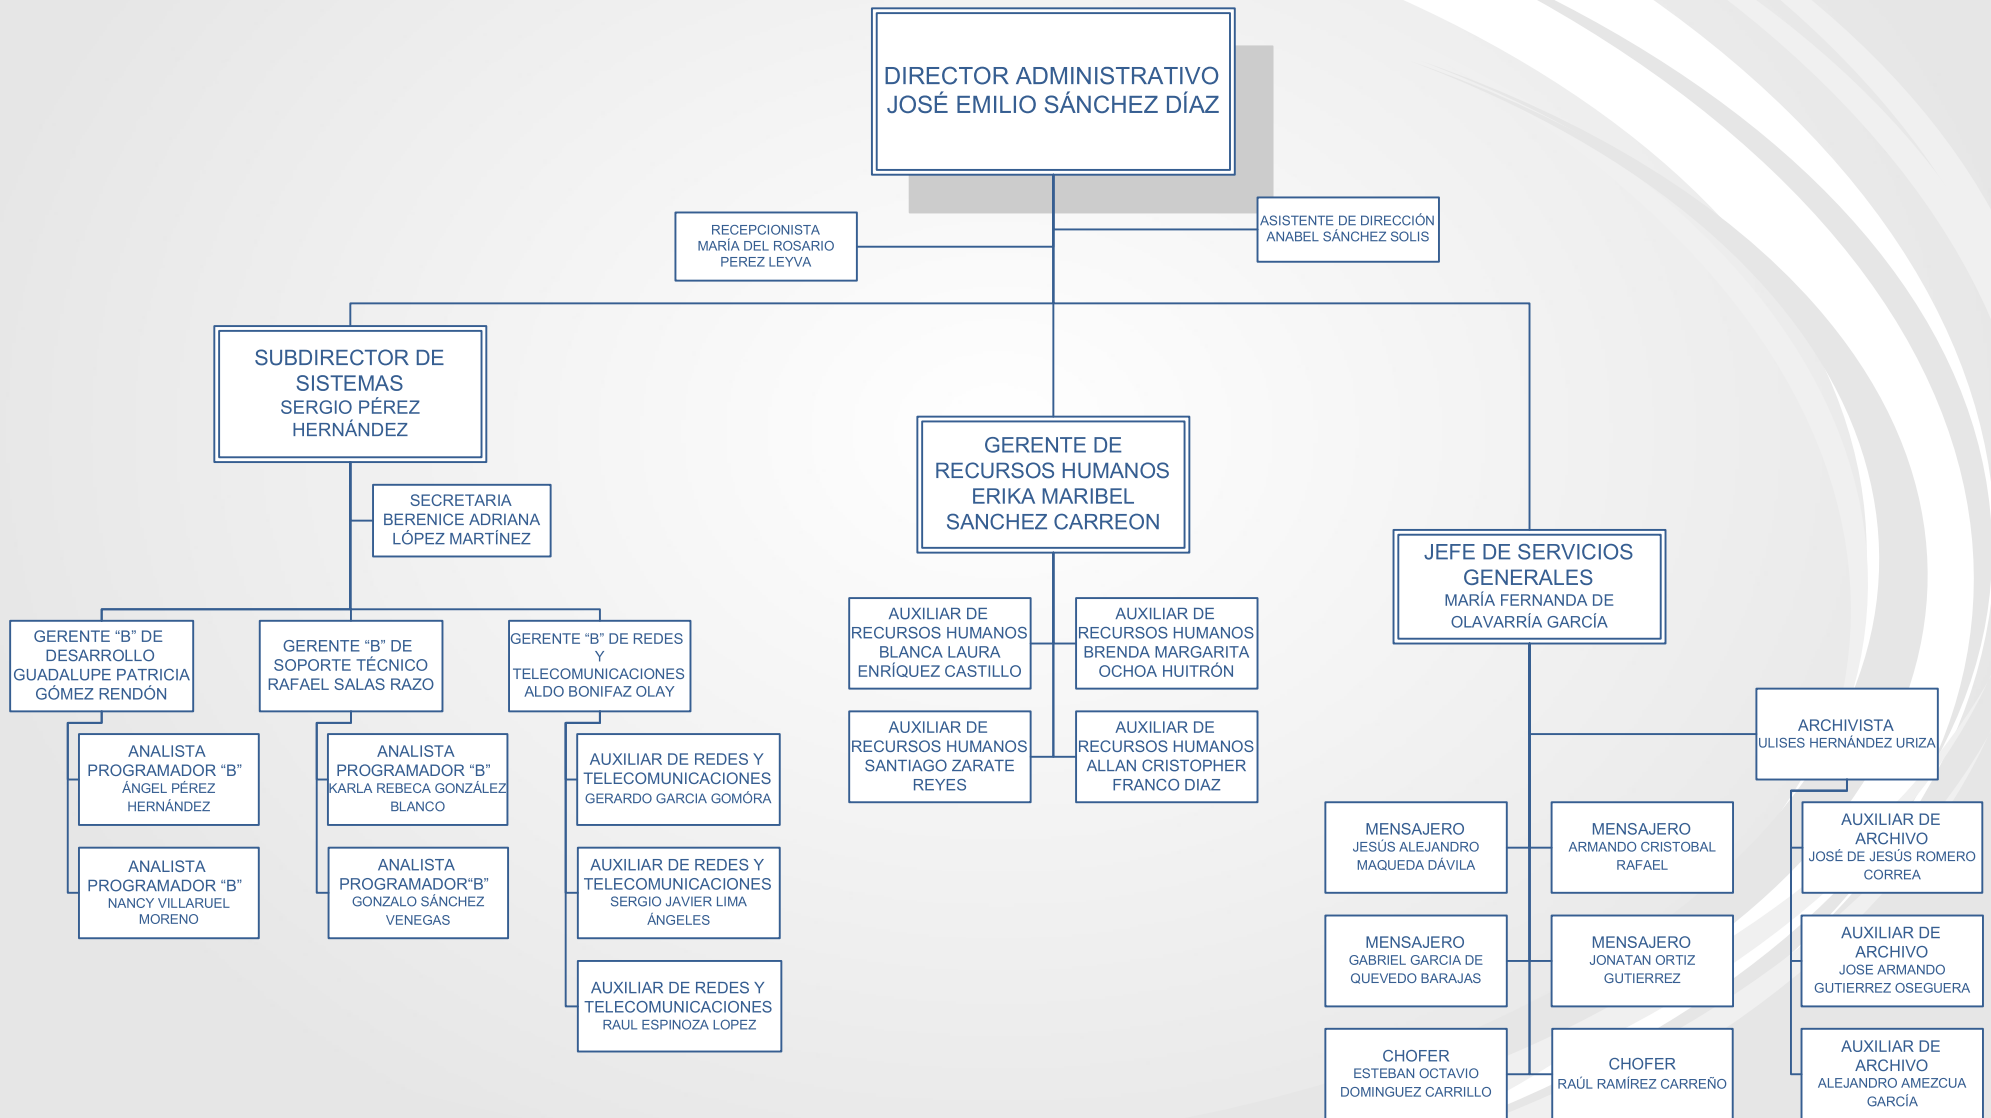 DIRECTOR ADMINISTRATIVO
JOSÉ EMILIO SÁNCHEZ DÍAZ
RECEPCIONISTA
MARÍA DEL ROSARIO
PEREZ LEYVA
ASISTENTE DE DIRECCIÓN
ANABEL SÁNCHEZ SOLIS
SUBDIRECTOR DE
SISTEMAS
SERGIO PÉREZ
HERNÁNDEZ
SECRETARIA
BERENICE ADRIANA
LÓPEZ MARTÍNEZ
GERENTE “B” DE
DESARROLLO
GUADALUPE PATRICIA
GÓMEZ RENDÓN
ANALISTA
PROGRAMADOR “B”
ÁNGEL PÉREZ
HERNÁNDEZ
ANALISTA
PROGRAMADOR “B”
NANCY VILLARUEL
MORENO
GERENTE “B” DE
SOPORTE TÉCNICO
RAFAEL SALAS RAZO
ANALISTA
PROGRAMADOR “B”
KARLA REBECA GONZÁLEZ
BLANCO
ANALISTA
PROGRAMADOR“B”
GONZALO SÁNCHEZ
VENEGAS
GERENTE “B” DE REDES
Y
TELECOMUNICACIONES
ALDO BONIFAZ OLAY
AUXILIAR DE REDES Y
TELECOMUNICACIONES
GERARDO GARCIA GOMÓRA
AUXILIAR DE REDES Y
TELECOMUNICACIONES
SERGIO JAVIER LIMA
ÁNGELES
AUXILIAR DE REDES Y
TELECOMUNICACIONES
RAUL ESPINOZA LOPEZ
GERENTE DE
RECURSOS HUMANOS
ERIKA MARIBEL
SANCHEZ CARREON
AUXILIAR DE
RECURSOS HUMANOS
BLANCA LAURA
ENRÍQUEZ CASTILLO
AUXILIAR DE
RECURSOS HUMANOS
BRENDA MARGARITA
OCHOA HUITRÓN
AUXILIAR DE
RECURSOS HUMANOS
SANTIAGO ZARATE
REYES
AUXILIAR DE
RECURSOS HUMANOS
ALLAN CRISTOPHER
FRANCO DIAZ
JEFE DE SERVICIOS
GENERALES
MARÍA FERNANDA DE
OLAVARRÍA GARCÍA
ARCHIVISTA
ULISES HERNÁNDEZ URIZA
MENSAJERO
JESÚS ALEJANDRO
MAQUEDA DÁVILA
MENSAJERO
ARMANDO CRISTOBAL
RAFAEL
MENSAJERO
GABRIEL GARCIA DE
QUEVEDO BARAJAS
MENSAJERO
JONATAN ORTIZ
GUTIERREZ
CHOFER
ESTEBAN OCTAVIO
DOMINGUEZ CARRILLO
CHOFER
RAÚL RAMÍREZ CARREÑO
AUXILIAR DE
ARCHIVO
JOSÉ DE JESÚS ROMERO
CORREA
AUXILIAR DE
ARCHIVO
JOSE ARMANDO
GUTIERREZ OSEGUERA
AUXILIAR DE
ARCHIVO
ALEJANDRO AMEZCUA
GARCÍA